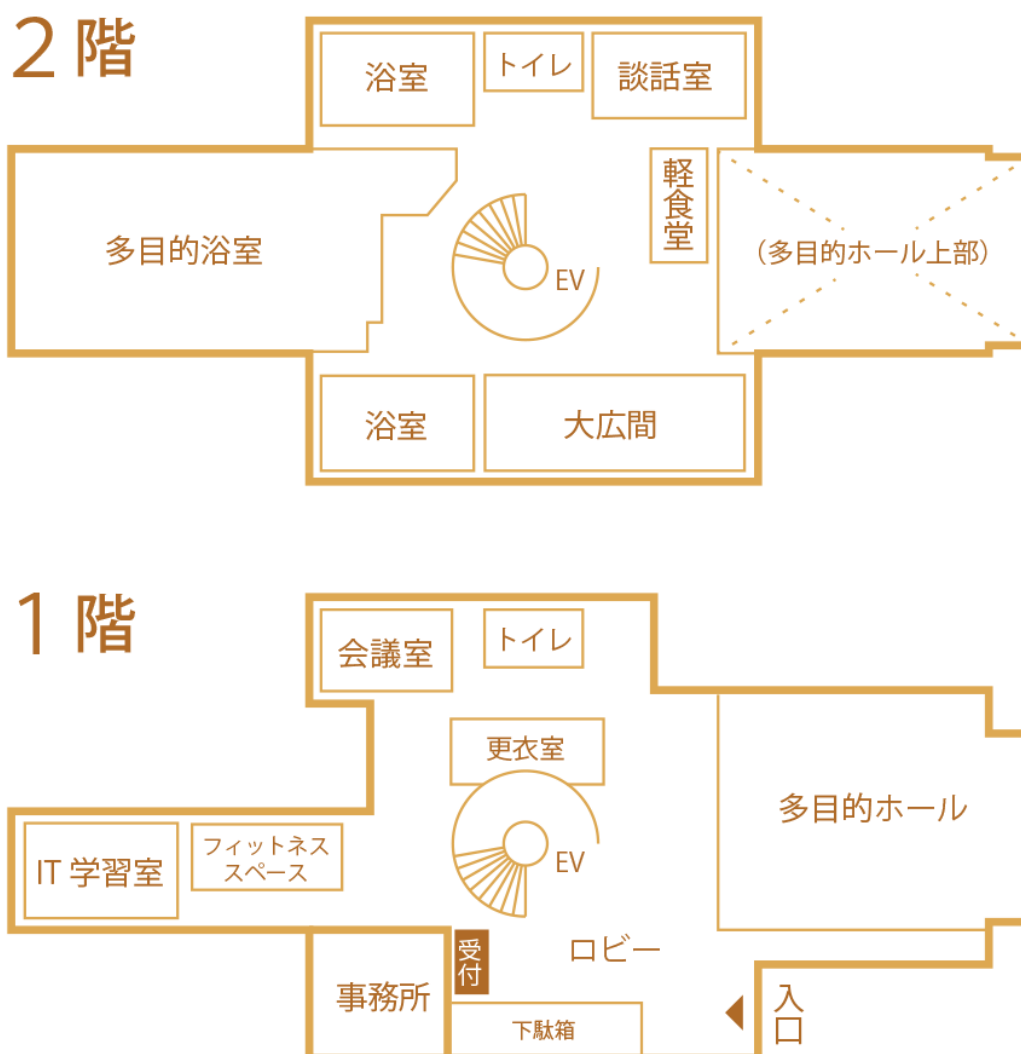 2階
浴室
トイレ
談話室
軽食堂
多目的浴室
EV
（多目的ホール上部）
浴室
大広間
1階
会議室
トイレ
更衣室
多目的ホール
IT学習室
フィットネス
スペース
EV
受付
ロビー
事務所
下駄箱
入口